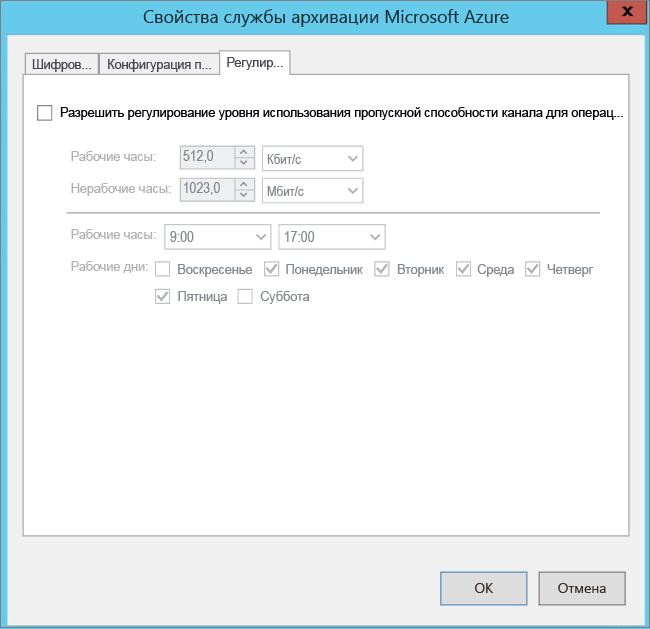 Свойства службы архивации Microsoft Azure
x
Шифров... Конфигурация п... Регулир...
Разрешить регулирование уровня использования пропускной способности канала для операц...
Рабочие часы: 512,0 Кбит/с
Нерабочие часы: 1023,0 Мбит/с
Рабочие часы: 9:00 17:00
Рабочие дни: Воскресенье Понедельник Вторник Среда Четверг
Пятница Суббота
ОК Отмена